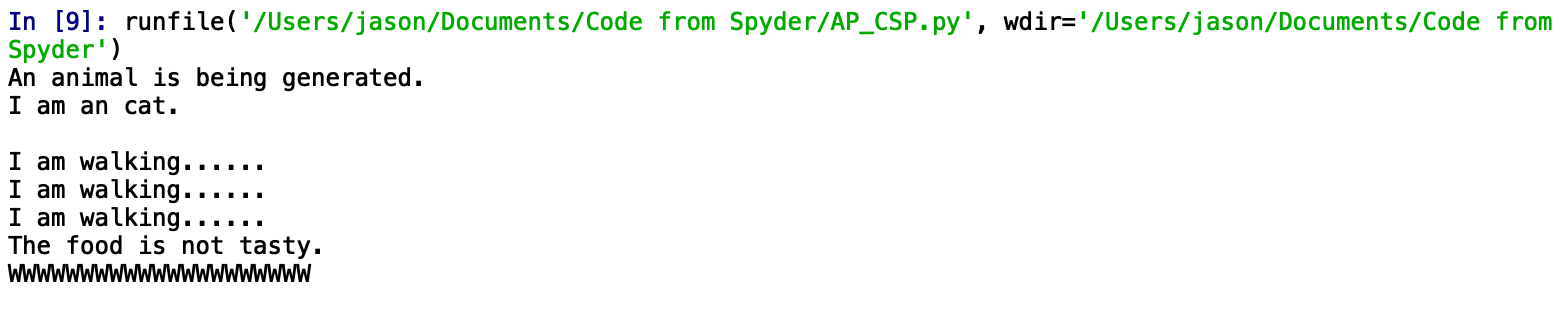 In [9]: runfile('/Users/jason/Documents/Code from Spyder/AP_CSP.py', wdir='/Users/jason/Documents/Code from
Spyder')
An animal is being generated.
I am an cat.
I am walking......
I am walking......
I am walking......
The food is not tasty.
WWWWWWWWWWWWWWWWWWWWW